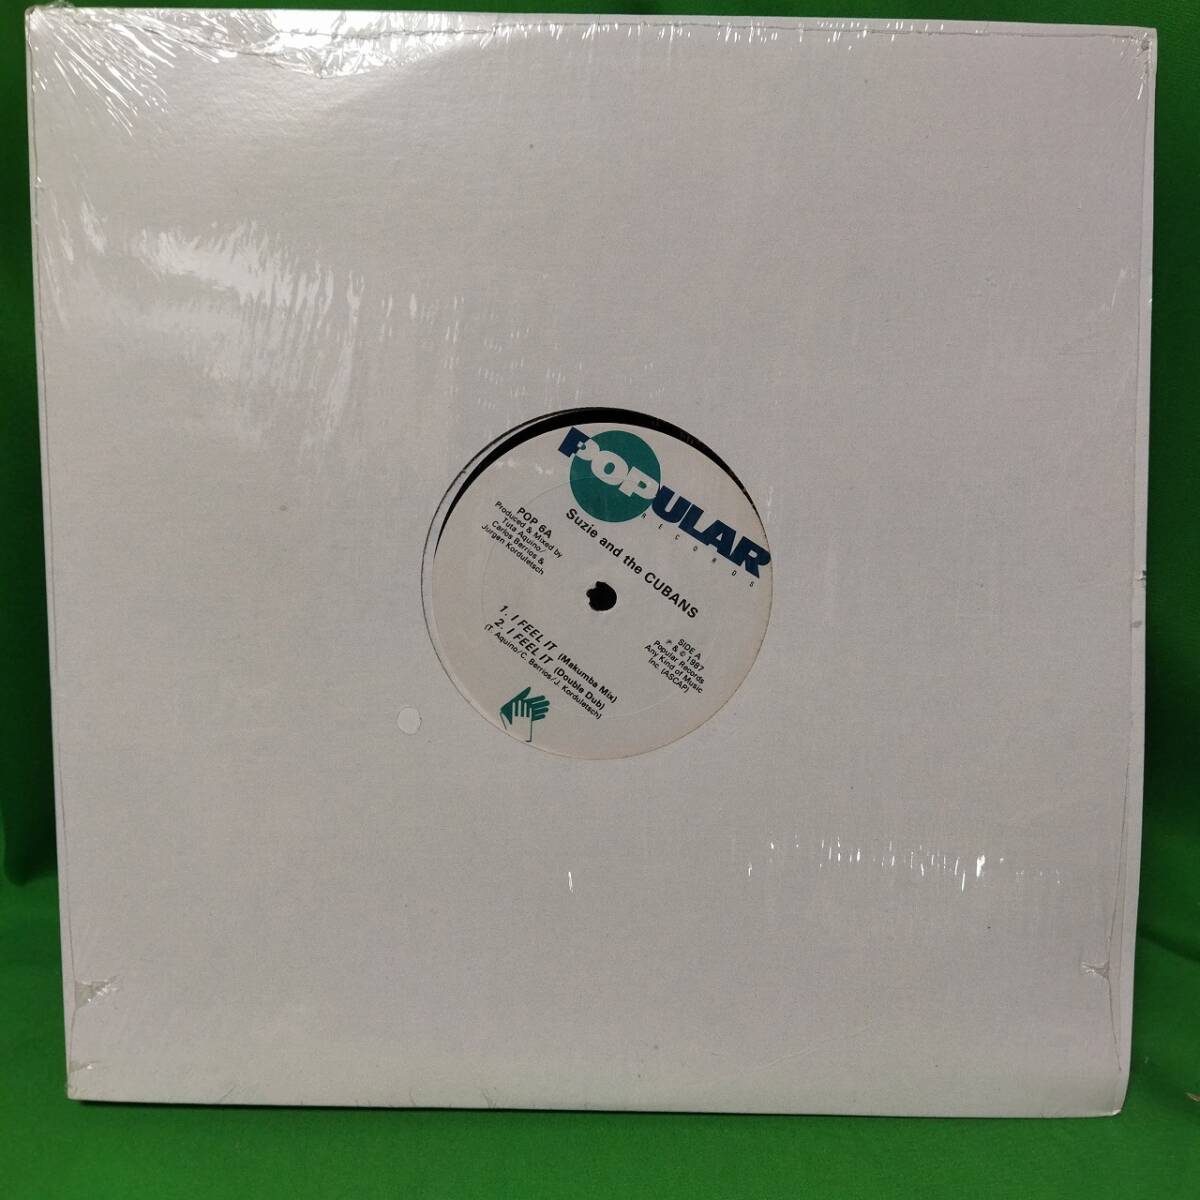 POPULAR
RECORDS
Suzie and the CUBANS
POP 6A
Produced & Mixed by
Tuta Aquino/
Carlos Berrios &
Jurgen Korduletsch
SIDE A
℗ & © 1987
Popular Records
Any Kind of Music
Inc. (ASCAP)
1. I FEEL IT (Makumba Mix)
2. I FEEL IT (Double Dub)
(T. Aquino/C. Berrios/J. Korduletsch)